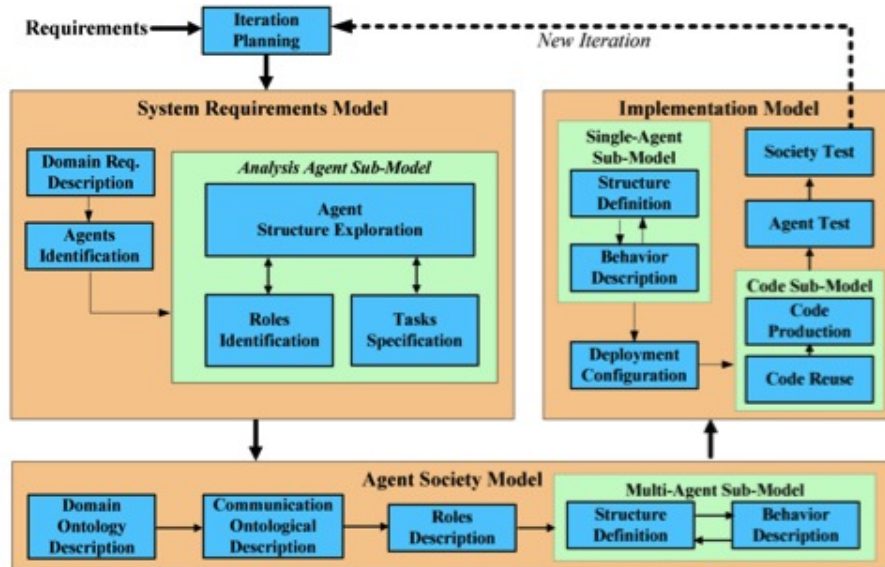 Requirements
Iteration
Planning
New Iteration
System Requirements Model
Domain Req.
Description
Agents
Identification
Analysis Agent Sub-Model
Agent
Structure Exploration
Roles
Identification
Tasks
Specification
Implementation Model
Single-Agent
Sub-Model
Structure
Definition
Behavior
Description
Deployment
Configuration
Society Test
Agent Test
Code Sub-Model
Code
Production
Code Reuse
Agent Society Model
Domain
Ontology
Description
Communication
Ontological
Description
Roles
Description
Multi-Agent Sub-Model
Structure
Definition
Behavior
Description